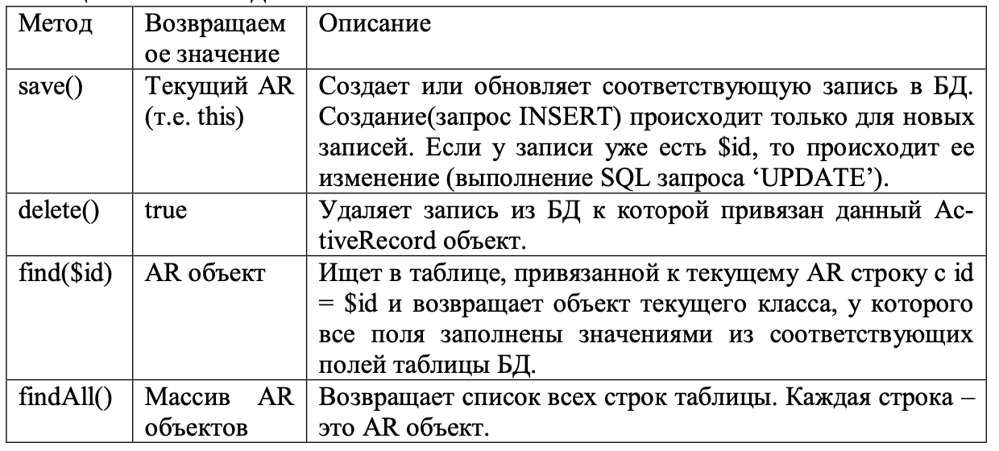 Метод
Возвращаем
ое значение
Описание
save()
Текущий AR
(т.е. this)
Создает или обновляет соответствующую запись в БД.
Создание(запрос INSERT) происходит только для новых
записей. Если у записи уже есть $id, то происходит ее
изменение (выполнение SQL запроса ‘UPDATE’).
delete()
true
Удаляет запись из БД к которой привязан данный Ac-
tiveRecord объект.
find($id)
AR объект
Ищет в таблице, привязанной к текущему AR строку с id
= $id и возвращает объект текущего класса, у которого
все поля заполнены значениями из соответствующих
полей таблицы БД.
findAll()
Массив AR
объектов
Возвращает список всех строк таблицы. Каждая строка –
это AR объект.